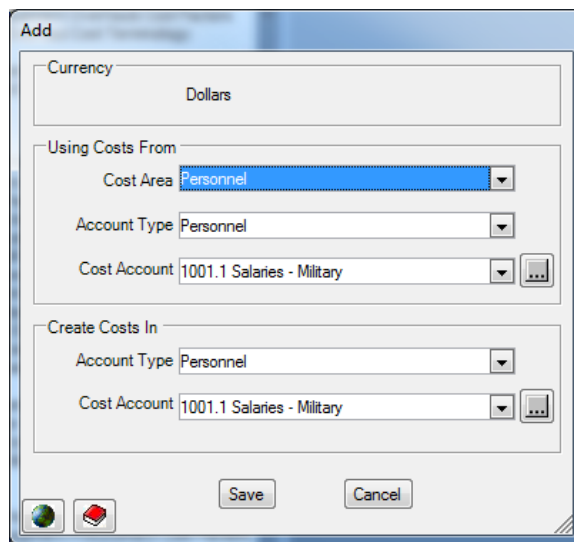 Add
Currency
Dollars
Using Costs From
Cost Area Personnel
Account Type Personnel
Cost Account 1001.1 Salaries - Military ...
Create Costs In
Account Type Personnel
Cost Account 1001.1 Salaries - Military ...
Save Cancel